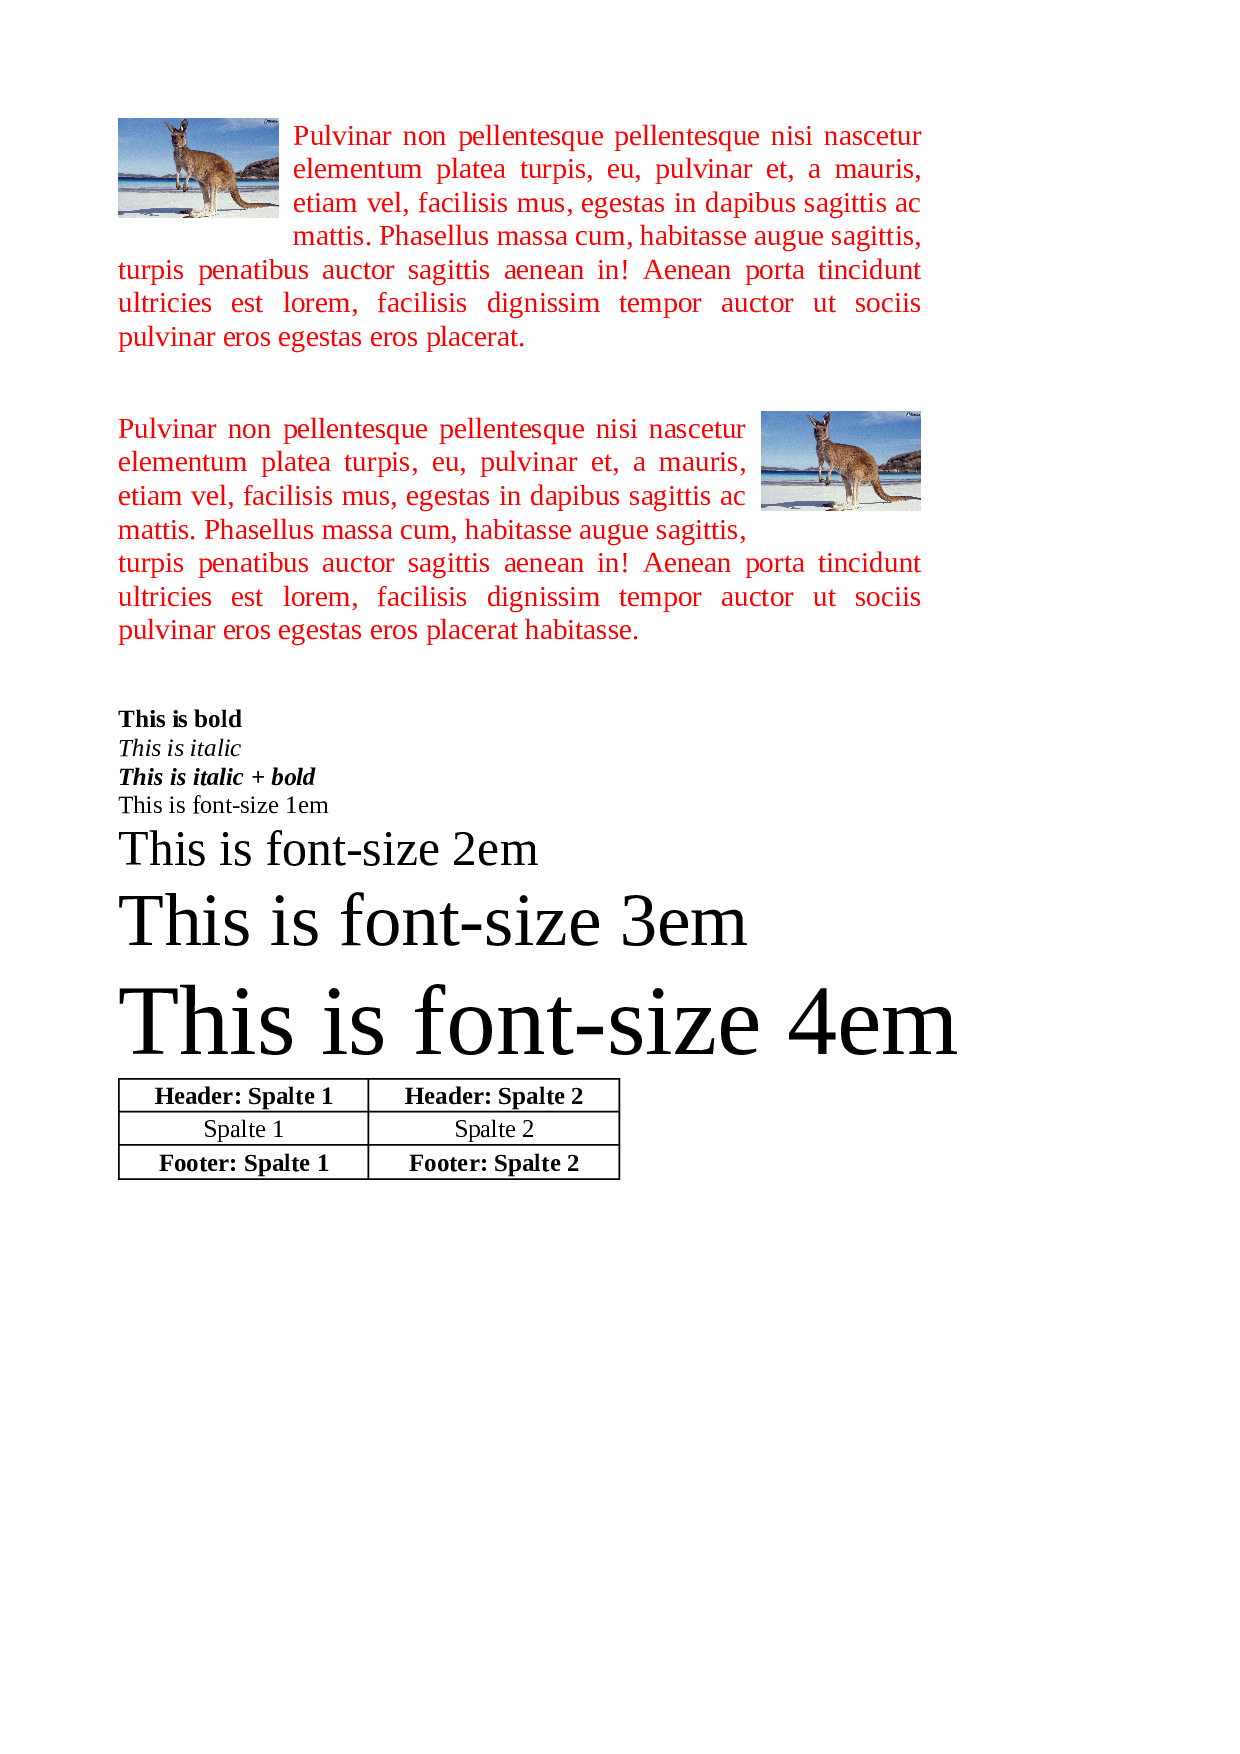 Pulvinar non pellentesque pellentesque nisi nascetur
elementum platea turpis, eu, pulvinar et, a mauris,
etiam vel, facilisis mus, egestas in dapibus sagittis ac
mattis. Phasellus massa cum, habitasse augue sagittis,
turpis penatibus auctor sagittis aenean in! Aenean porta tincidunt
ultricies est lorem, facilisis dignissim tempor auctor ut sociis
pulvinar eros egestas eros placerat.
Pulvinar non pellentesque pellentesque nisi nascetur
elementum platea turpis, eu, pulvinar et, a mauris,
etiam vel, facilisis mus, egestas in dapibus sagittis ac
mattis. Phasellus massa cum, habitasse augue sagittis,
turpis penatibus auctor sagittis aenean in! Aenean porta tincidunt
ultricies est lorem, facilisis dignissim tempor auctor ut sociis
pulvinar eros egestas eros placerat habitasse.
This is bold
This is italic
This is italic + bold
This is font-size 1em
This is font-size 2em
This is font-size 3em
This is font-size 4em
Header: Spalte 1 Header: Spalte 2
Spalte 1 Spalte 2
Footer: Spalte 1 Footer: Spalte 2